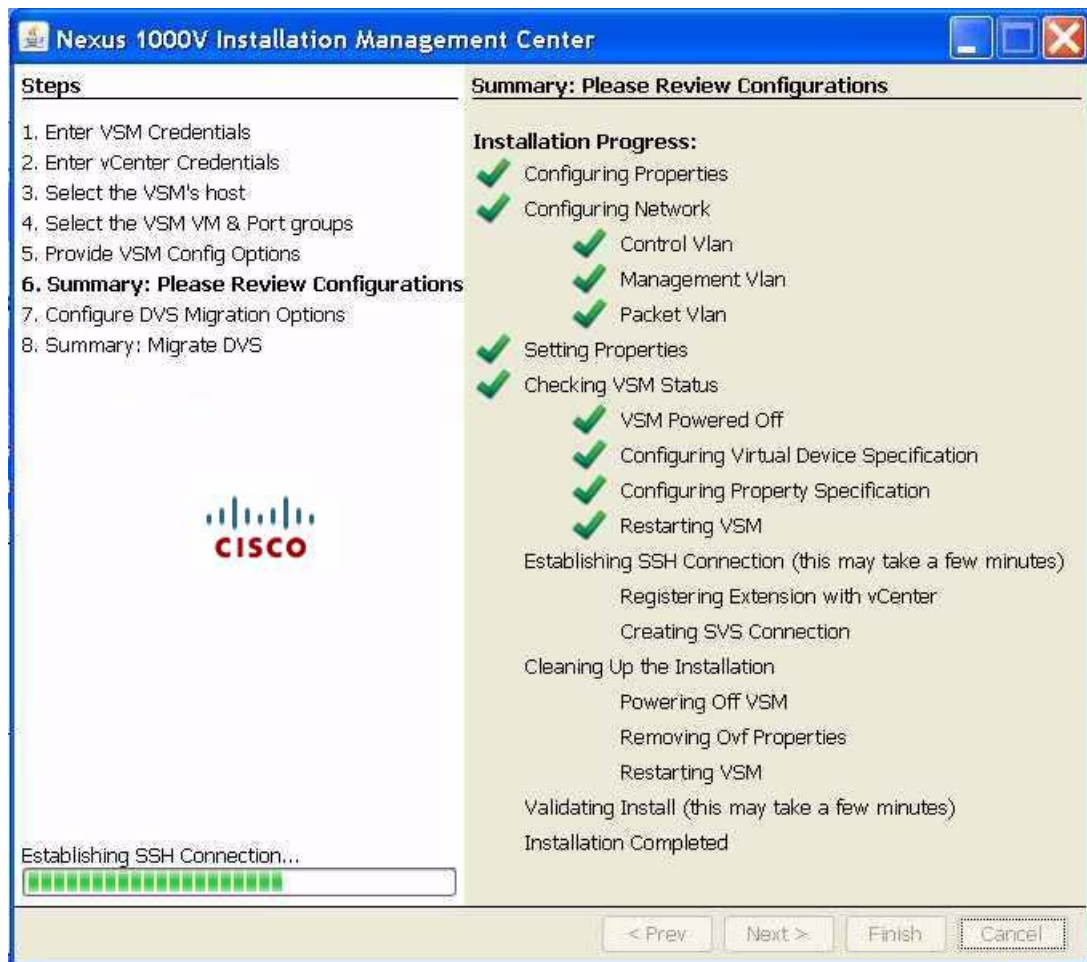 Nexus 1000V Installation Management Center
Steps
1. Enter VSM Credentials
2. Enter vCenter Credentials
3. Select the VSM's host
4. Select the VSM VM & Port groups
5. Provide VSM Config Options
6. Summary: Please Review Configurations
7. Configure DVS Migration Options
8. Summary: Migrate DVS
CISCO
Establishing SSH Connection...
Summary: Please Review Configurations
Installation Progress:
Configuring Properties
Configuring Network
Control Vlan
Management Vlan
Packet Vlan
Setting Properties
Checking VSM Status
VSM Powered Off
Configuring Virtual Device Specification
Configuring Property Specification
Restarting VSM
Establishing SSH Connection (this may take a few minutes)
Registering Extension with vCenter
Creating SVS Connection
Cleaning Up the Installation
Powering Off VSM
Removing Ovf Properties
Restarting VSM
Validating Install (this may take a few minutes)
Installation Completed
< Prev
Next >
Finish
Cancel